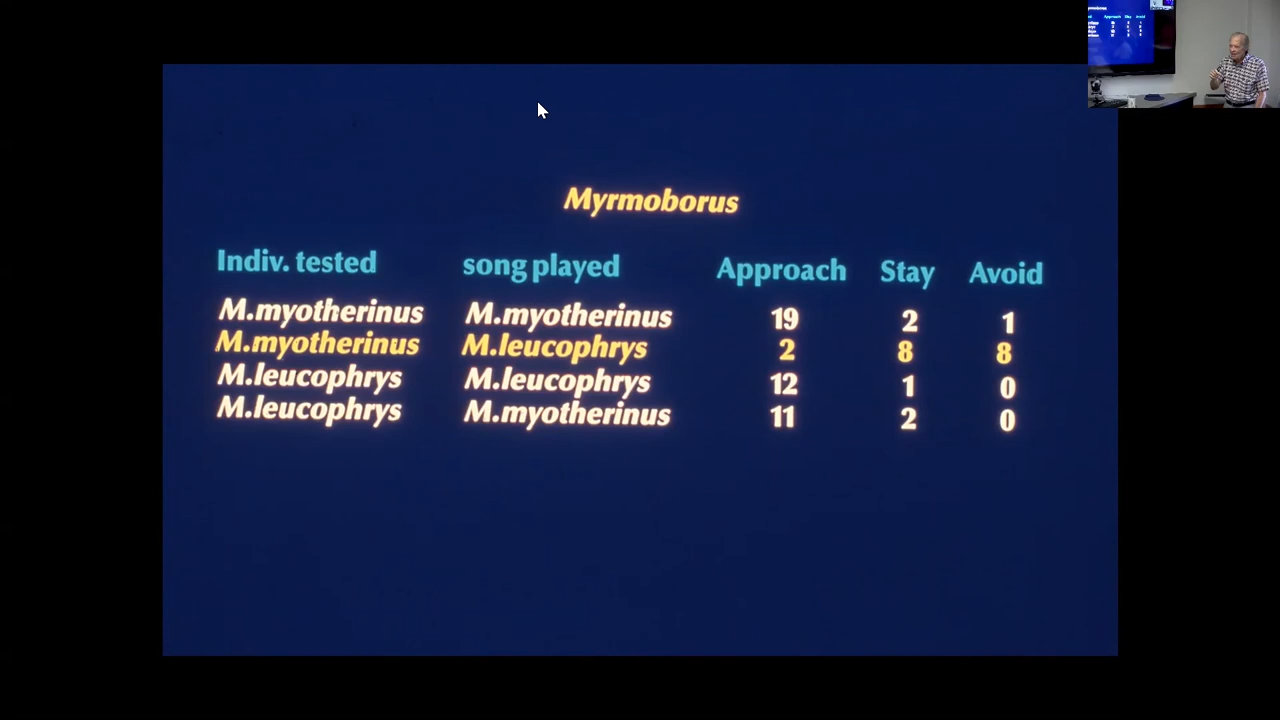 Myrmoborus
Indiv. tested song played Approach Stay Avoid
M.myotherinus M.myotherinus 19 2 1
M.myotherinus M.leucophrys 2 8 8
M.leucophrys M.leucophrys 12 1 0
M.leucophrys M.myotherinus 11 2 0